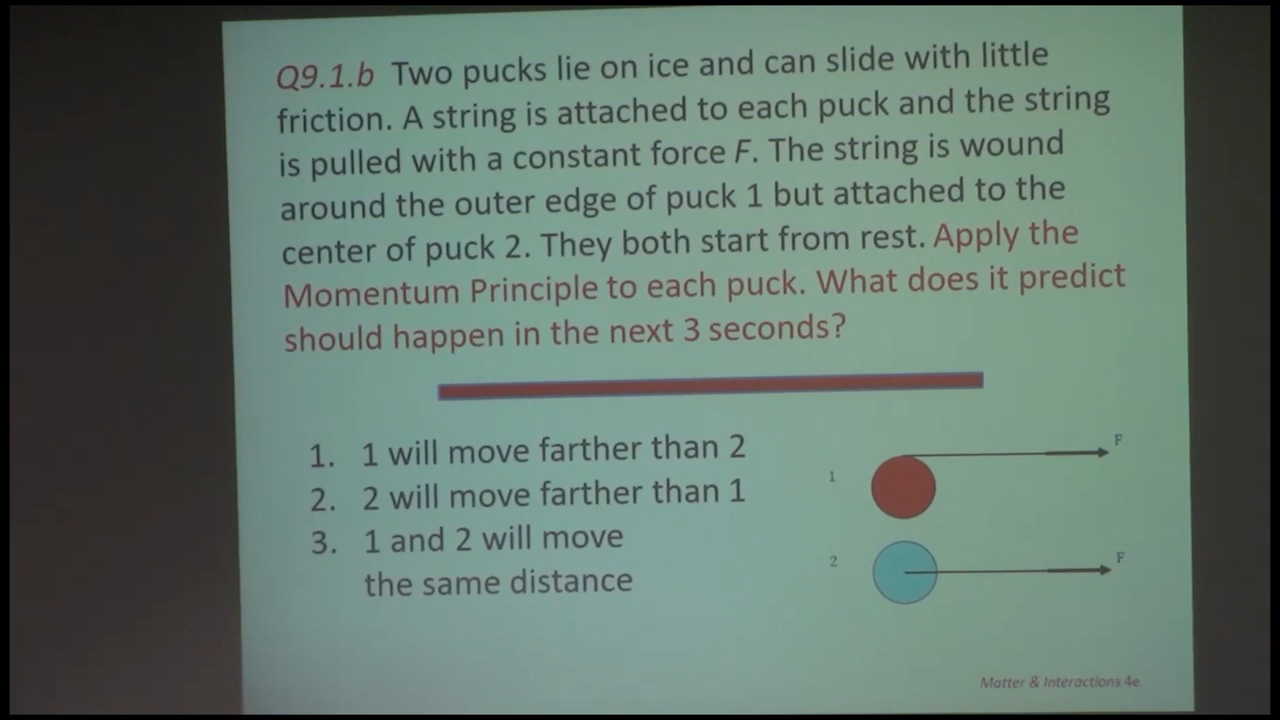 Q9.1.b Two pucks lie on ice and can slide with little
friction. A string is attached to each puck and the string
is pulled with a constant force F. The string is wound
around the outer edge of puck 1 but attached to the
center of puck 2. They both start from rest. Apply the
Momentum Principle to each puck. What does it predict
should happen in the next 3 seconds?
1. 1 will move farther than 2
2. 2 will move farther than 1
3. 1 and 2 will move
the same distance
F
1
F
2
Matter & Interactions 4e